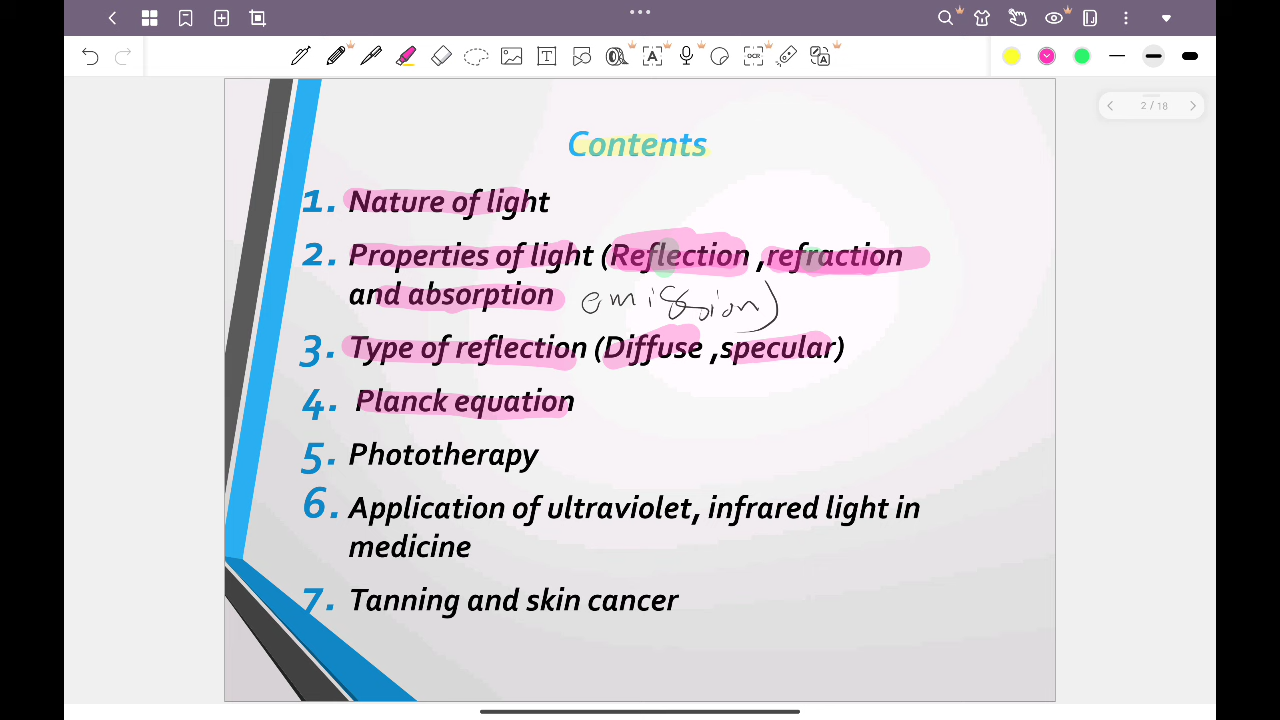 2 / 18
Contents
1. Nature of light
2. Properties of light (Reflection ,refraction
and absorption emission)
3. Type of reflection (Diffuse ,specular)
4. Planck equation
5. Phototherapy
6. Application of ultraviolet, infrared light in
medicine
7. Tanning and skin cancer